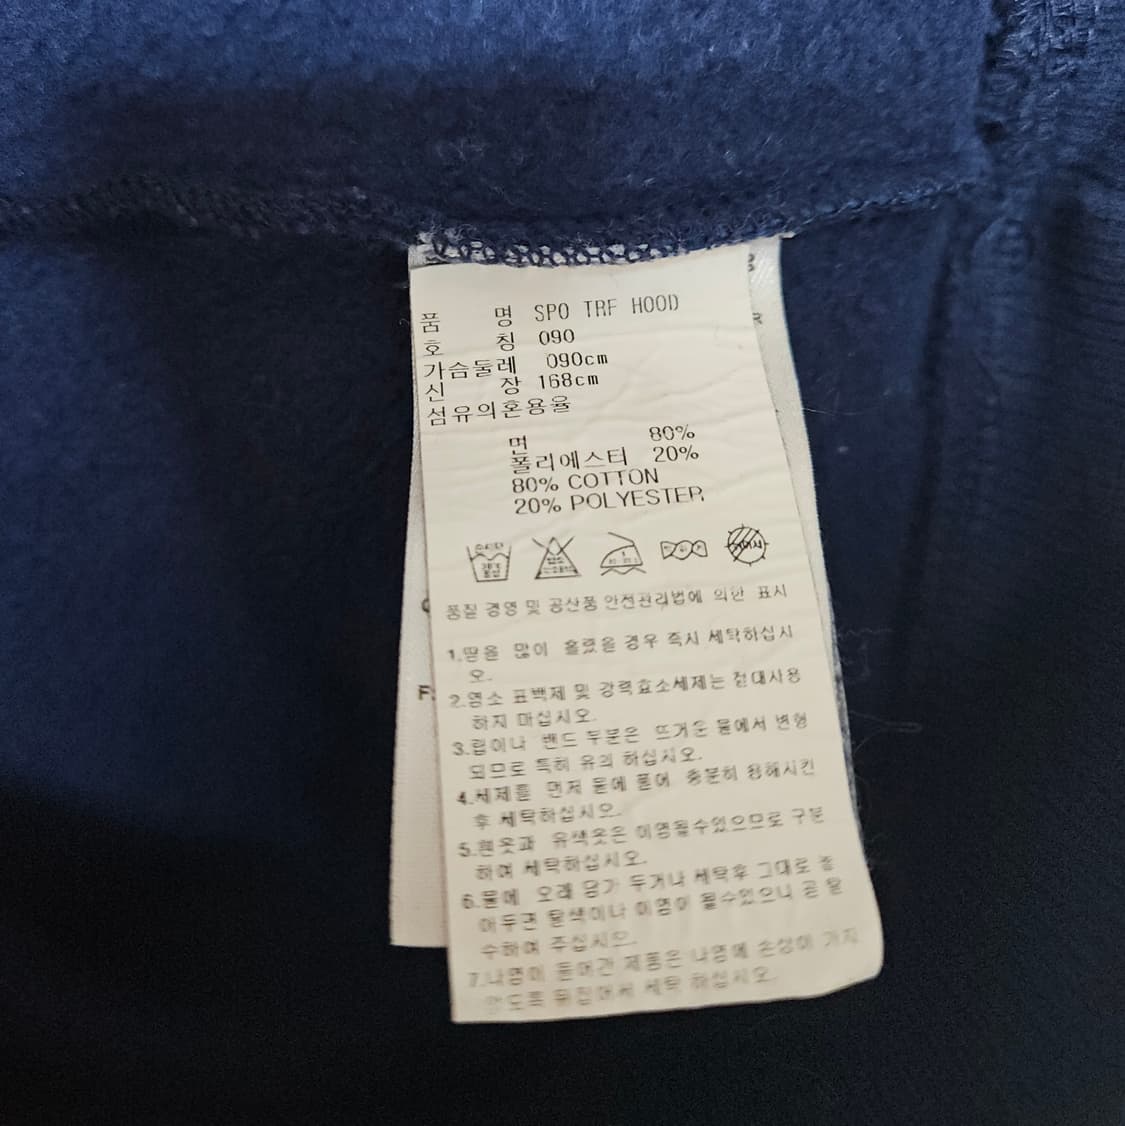 품 명 SPO TRF HOOD
호 칭 090
가슴둘레 090cm
신 장 168cm
섬유의혼용율
면 80%
폴리에스터 20%
80% COTTON
20% POLYESTER
품질 경영 및 공산품 안전관리법에 의한 표시
1.땀을 많이 흘렸을 경우 즉시 세탁하십시
오.
2.염소 표백제 및 강력효소세제는 절대사용
하지 마십시오.
3.립이나 밴드 부분은 뜨거운 물에서 변형
되므로 특히 유의 하십시오.
4.세제를 먼저 물에 풀어 충분히 용해시킨
후 세탁하십시오.
5.흰옷과 유색옷은 이염될수있으므로 구분
하여 세탁하십시오.
6.물에 오래 담가 두거나 세탁후 그대로 놓
아두면 탈색이나 이염이 될수있으니 곧 탈
수하여 주십시오.
7.나염이 들어간 제품은 나염에 손상이 가지
않도록 뒤집어서 세탁 하십시오.